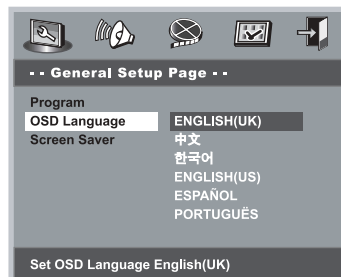 - - General Setup Page - -
Program
OSD Language ENGLISH(UK)
Screen Saver 中文
한국어
ENGLISH(US)
ESPAÑOL
PORTUGUËS
Set OSD Language English(UK)